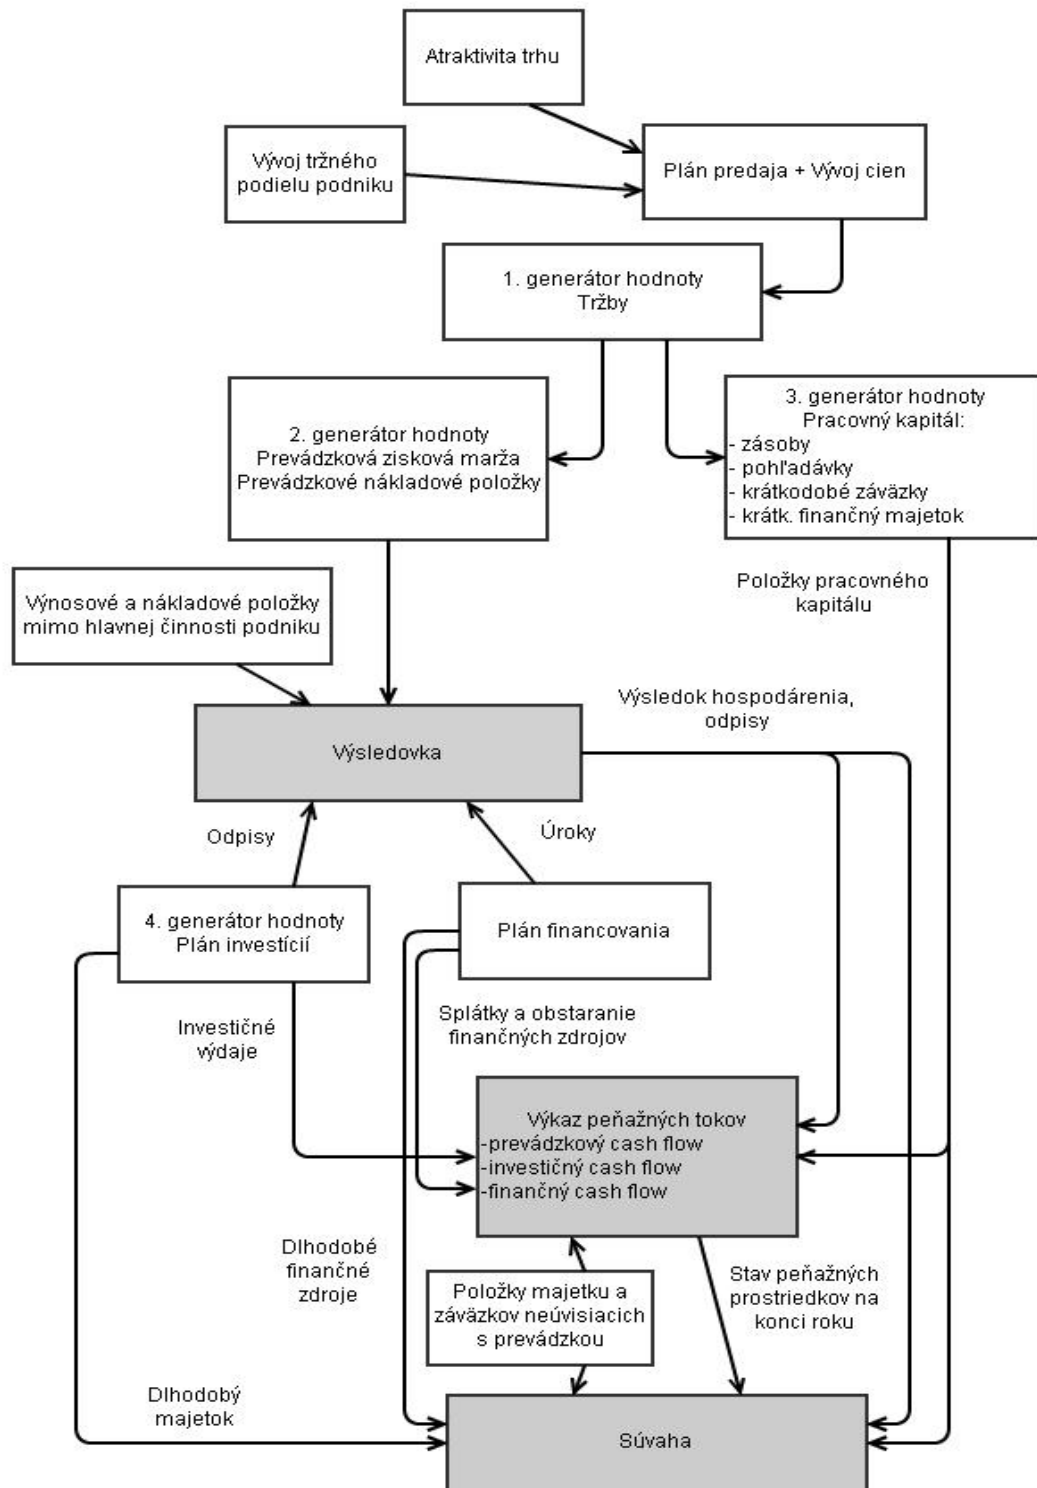 Atraktivita trhu
Vývoj tržného
podielu podniku
Plán predaja + Vývoj cien
1. generátor hodnoty
Tržby
2. generátor hodnoty
Prevádzková zisková marža
Prevádzkové nákladové položky
3. generátor hodnoty
Pracovný kapitál:
- zásoby
- pohľadávky
- krátkodobé záväzky
- krátk. finančný majetok
Položky pracovného
kapitálu
Výnosové a nákladové položky
mimo hlavnej činnosti podniku
Výsledok hospodárenia,
odpisy
Výsledovka
Odpisy
Úroky
4. generátor hodnoty
Plán investícií
Plán financovania
Investičné
výdaje
Splátky a obstaranie
finančných zdrojov
Výkaz peňažných tokov
-prevádzkový cash flow
-investičný cash flow
-finančný cash flow
Dlhodobé
finančné
zdroje
Položky majetku a
záväzkov neúvisiacich
s prevádzkou
Stav peňažných
prostriedkov na
konci roku
Dlhodobý
majetok
Súvaha